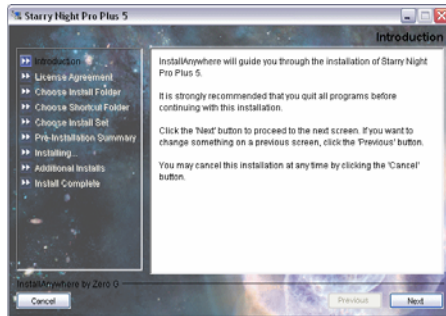 Starry Night Pro Plus 5
Introduction
Introduction
License Agreement
Choose Install Folder
Choose Shortcut Folder
Choose Install Set
Pre-Installation Summary
Installing...
Additional Installs
Install Complete
InstallAnywhere will guide you through the installation of Starry Night
Pro Plus 5.
It is strongly recommended that you quit all programs before
continuing with this installation.
Click the 'Next' button to proceed to the next screen. If you want to
change something on a previous screen, click the 'Previous' button.
You may cancel this installation at any time by clicking the 'Cancel'
button.
InstallAnywhere by Zero G
Cancel
Previous
Next